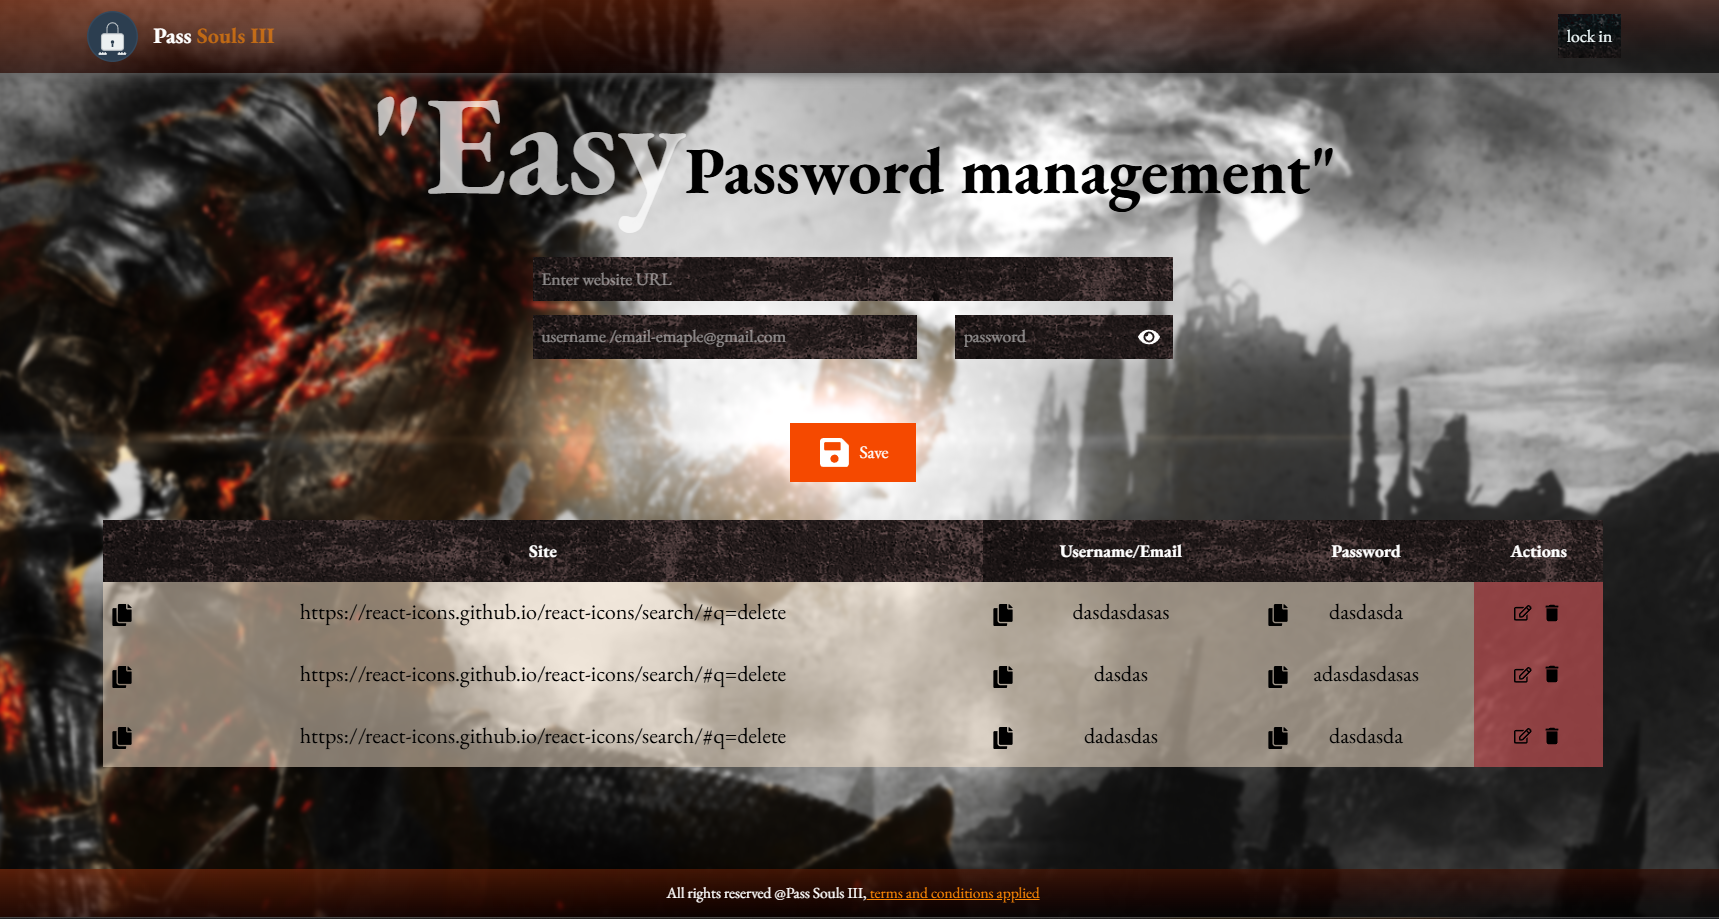 Pass Souls III
lock in
"Easy Password management"
Enter website URL
username /email-emaple@gmail.com
password
Save
Site Username/Email Password Actions
https://react-icons.github.io/react-icons/search/#q=delete dasdasdasas dasdasda
https://react-icons.github.io/react-icons/search/#q=delete dasdas adasdasdasas
https://react-icons.github.io/react-icons/search/#q=delete dadasdas dasdasda
All rights reserved @Pass Souls III, terms and conditions applied